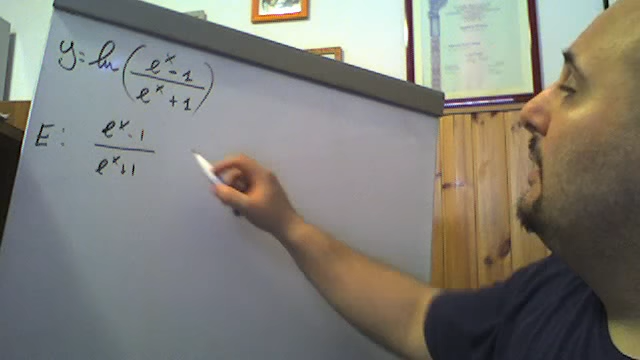 y = ln ( (e^x - 1) / (e^x + 1) )
E: (e^x - 1) / (e^x + 1)